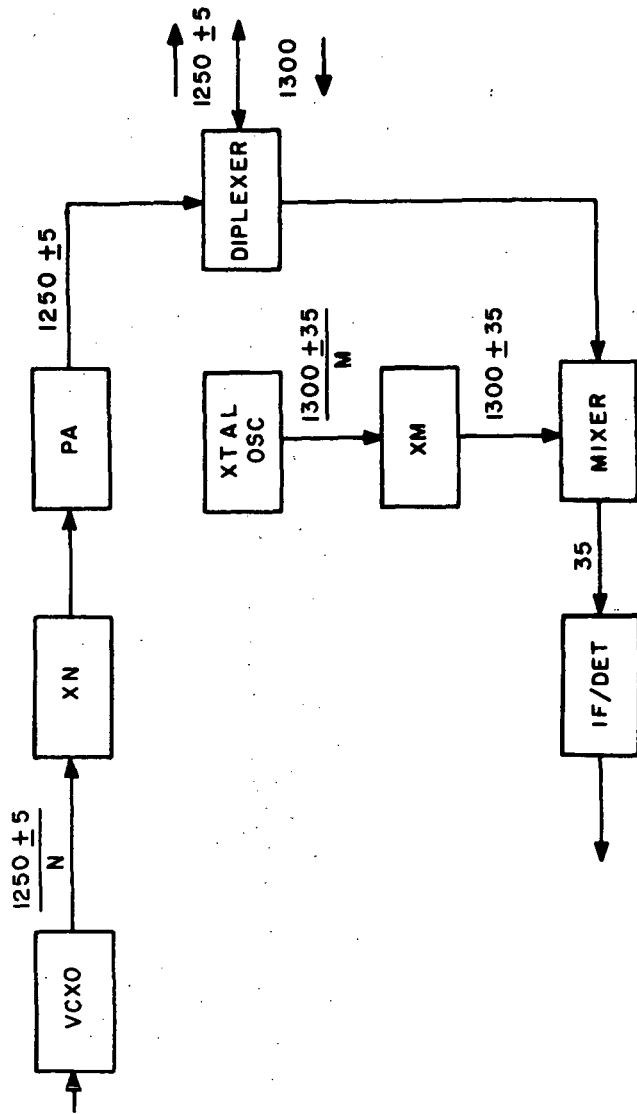 VCXO
1250 ± 5
N
XN
PA
1250 ± 5
DIPLEXER
1250 ± 5
1300
XTAL
OSC
1300 ± 35
M
XM
1300 ± 35
MIXER
35
IF/DET